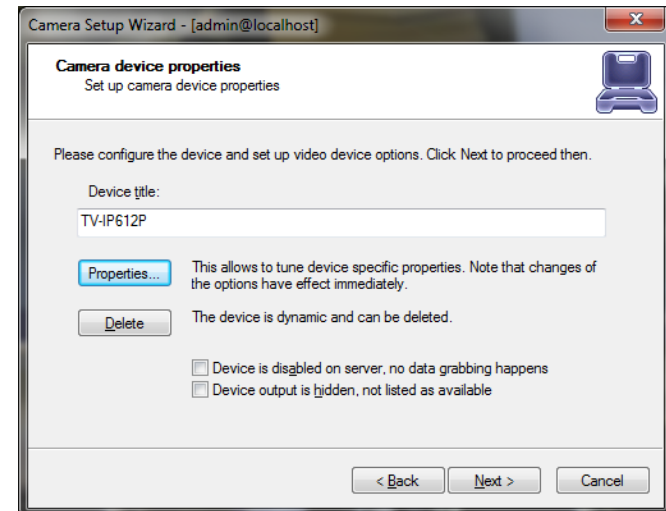 Camera Setup Wizard - [admin@localhost]
Camera device properties
Set up camera device properties
Please configure the device and set up video device options. Click Next to proceed then.
Device title:
TV-IP612P
Properties...
This allows to tune device specific properties. Note that changes of
the options have effect immediately.
Delete
The device is dynamic and can be deleted.
Device is disabled on server, no data grabbing happens
Device output is hidden, not listed as available
< Back
Next >
Cancel